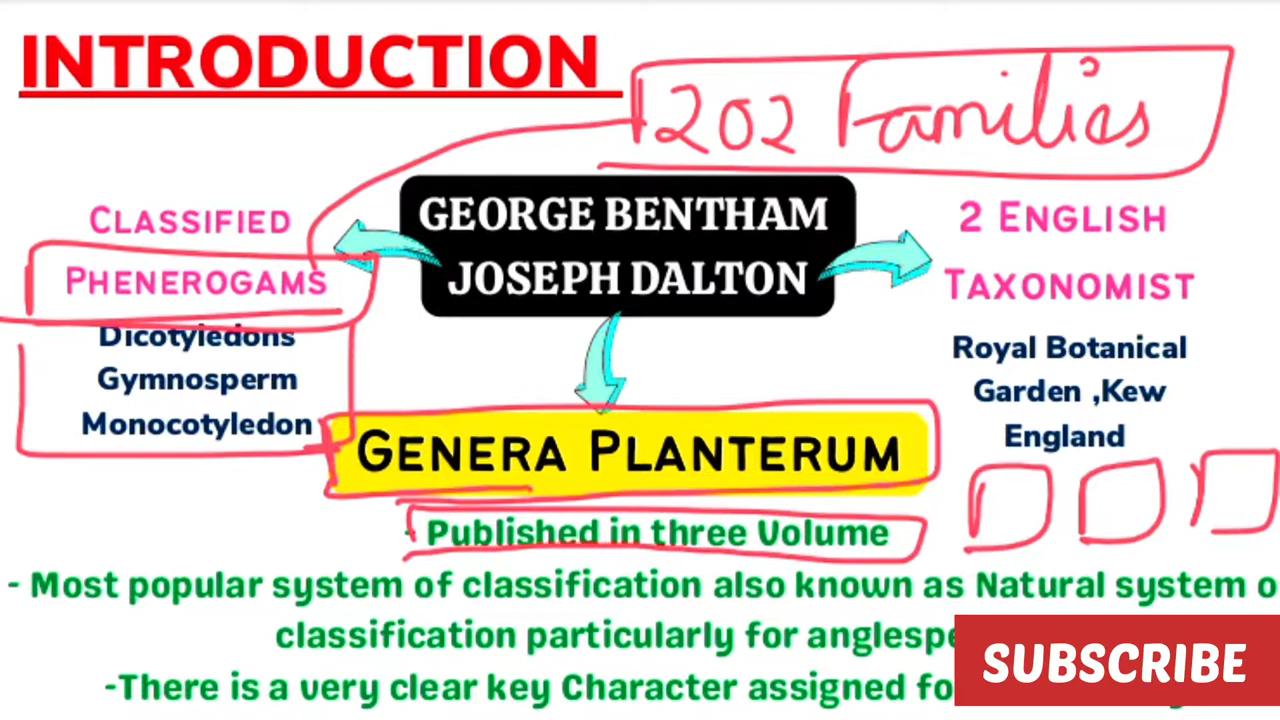 INTRODUCTION
202 Families
CLASSIFIED
PHENEROGAMS
Dicotyledons
Gymnosperm
Monocotyledon
GEORGE BENTHAM
JOSEPH DALTON
2 ENGLISH
TAXONOMIST
Royal Botanical
Garden ,Kew
England
GENERA PLANTERUM
- Published in three Volume
- Most popular system of classification also known as Natural system o
classification particularly for anglespe
-There is a very clear key Character assigned fo
SUBSCRIBE